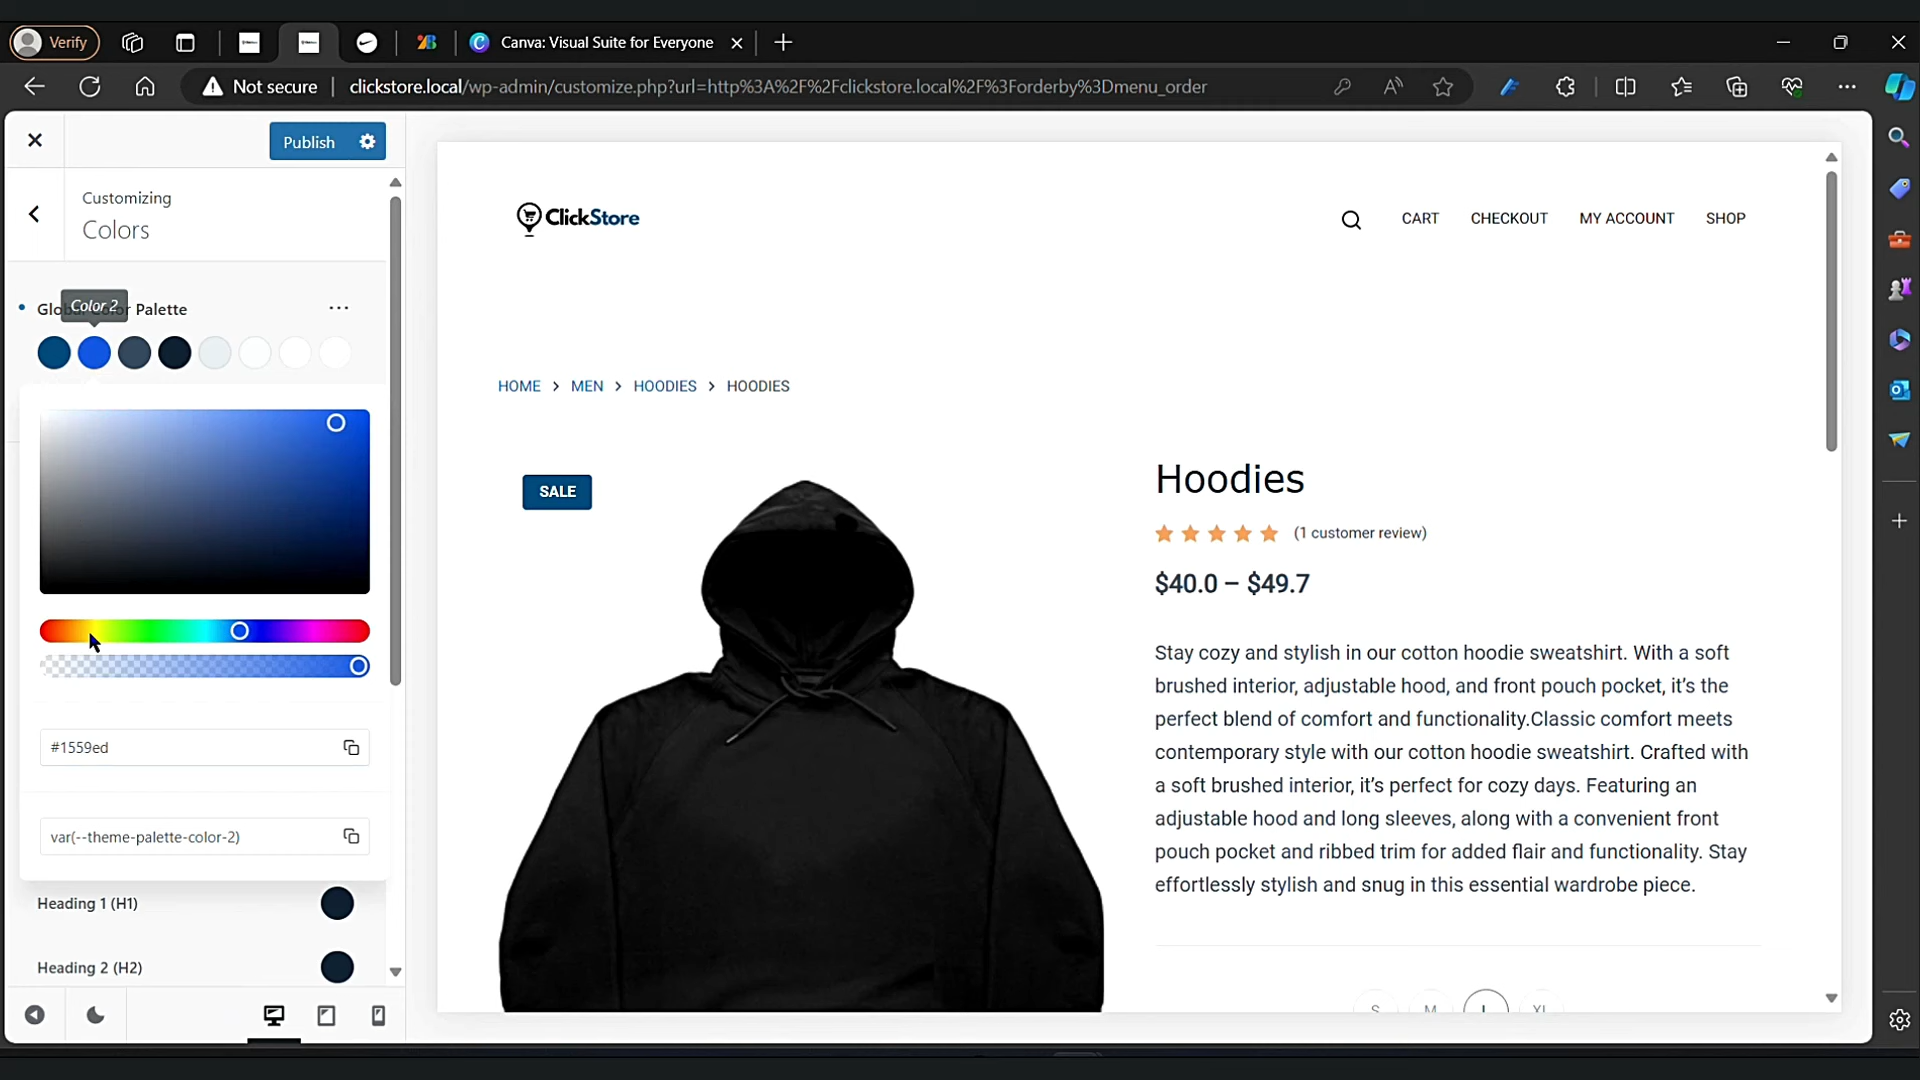 Verify
Canva: Visual Suite for Everyone
Not secure
clickstore.local/wp-admin/customize.php?url=http%3A%2F%2Fclickstore.local%2F%3Forderby%3Dmenu_order
Publish
Customizing
Colors
Global Color Palette
Color 2
#1559ed
var(--theme-palette-color-2)
Heading 1 (H1)
Heading 2 (H2)
ClickStore
CART
CHECKOUT
MY ACCOUNT
SHOP
HOME > MEN > HOODIES > HOODIES
SALE
Hoodies
(1 customer review)
$40.0 – $49.7
Stay cozy and stylish in our cotton hoodie sweatshirt. With a soft
brushed interior, adjustable hood, and front pouch pocket, it’s the
perfect blend of comfort and functionality.Classic comfort meets
contemporary style with our cotton hoodie sweatshirt. Crafted with
a soft brushed interior, it’s perfect for cozy days. Featuring an
adjustable hood and long sleeves, along with a convenient front
pouch pocket and ribbed trim for added flair and functionality. Stay
effortlessly stylish and snug in this essential wardrobe piece.
S M L XL